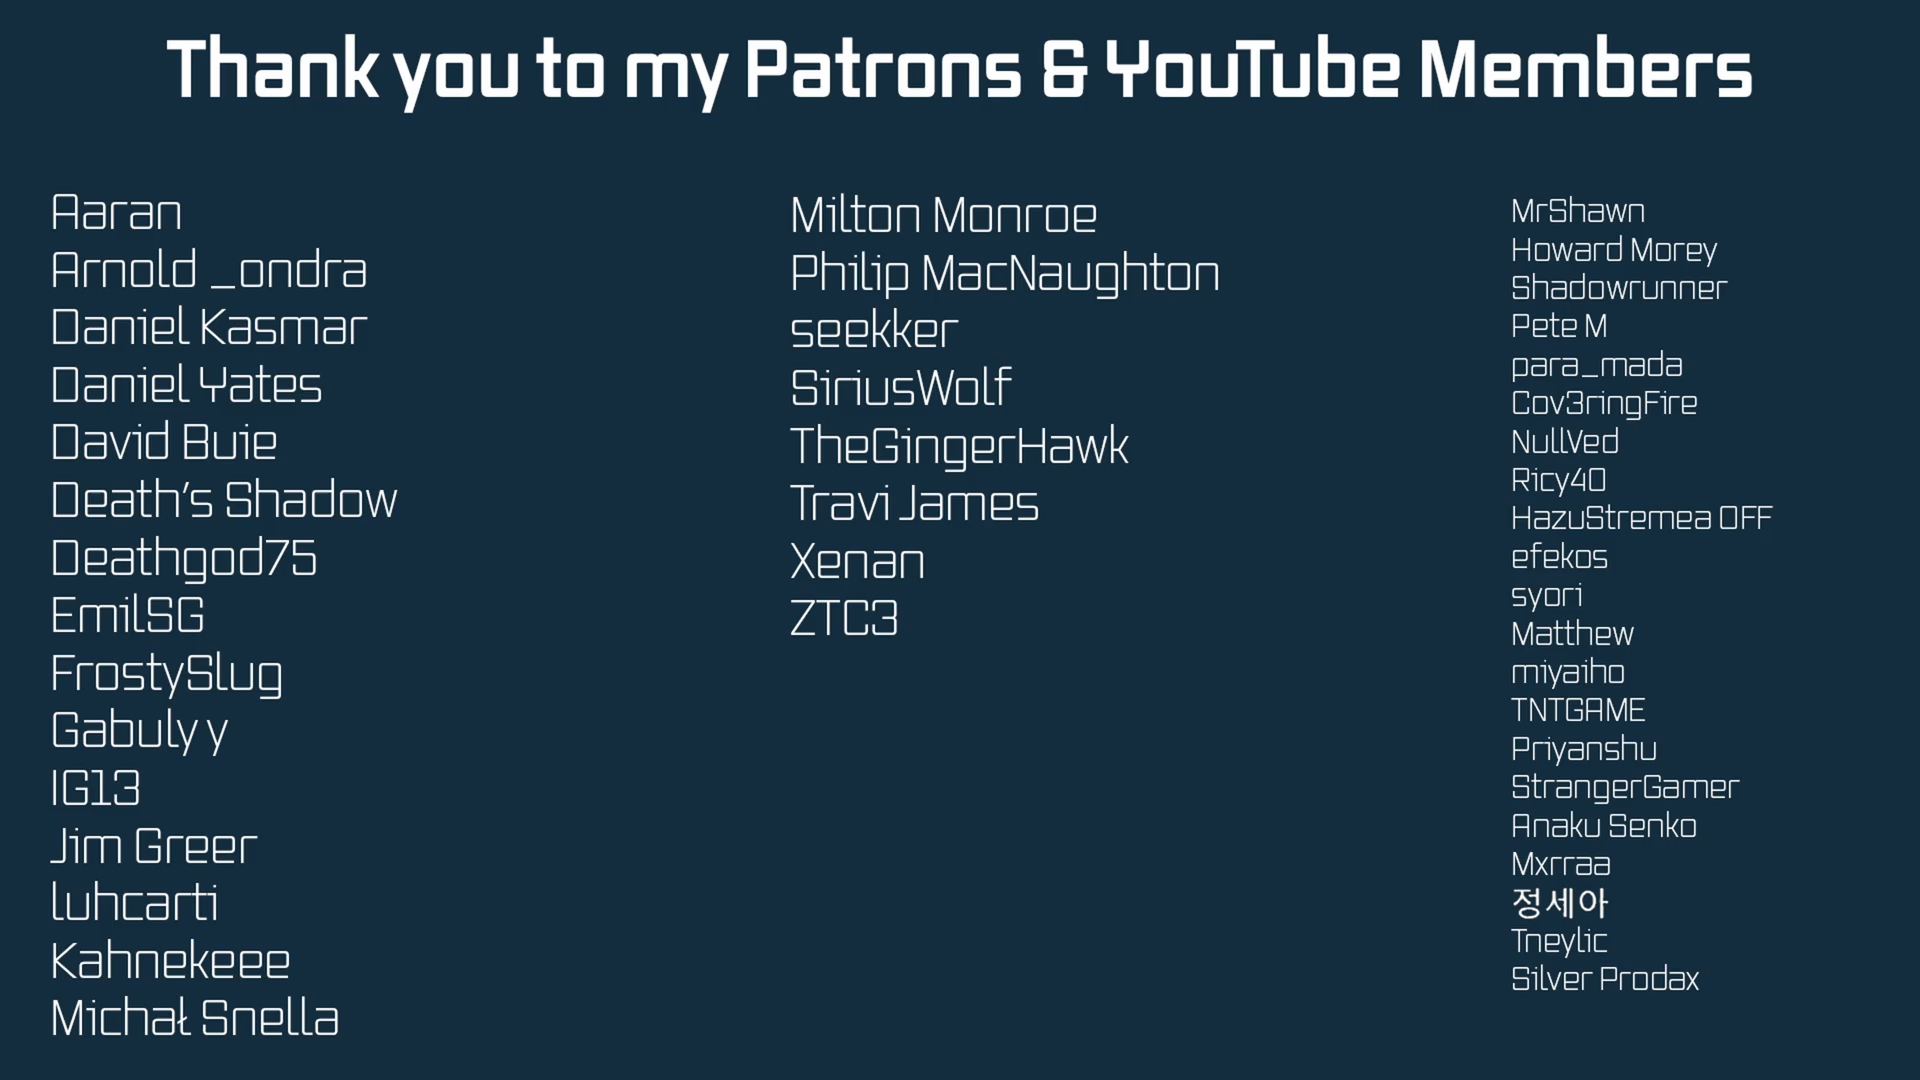 Thank you to my Patrons & YouTube Members
Aaran
Arnold _ondra
Daniel Kasmar
Daniel Yates
David Buie
Death's Shadow
Deathgod75
EmilSG
FrostySlug
Gabuly y
IG13
Jim Greer
luhcarti
Kahnekeee
Michał Snella
Milton Monroe
Philip MacNaughton
seekker
SiriusWolf
TheGingerHawk
Travi James
Xenan
ZTC3
MrShawn
Howard Morey
Shadowrunner
Pete M
para_mada
Cov3ringFire
NullVed
Ricy40
HazuStremea OFF
efekos
syori
Matthew
miyaiho
TNTGAME
Priyanshu
StrangerGamer
Anaku Senko
Mxrraa
정세아
Tneylic
Silver Prodax